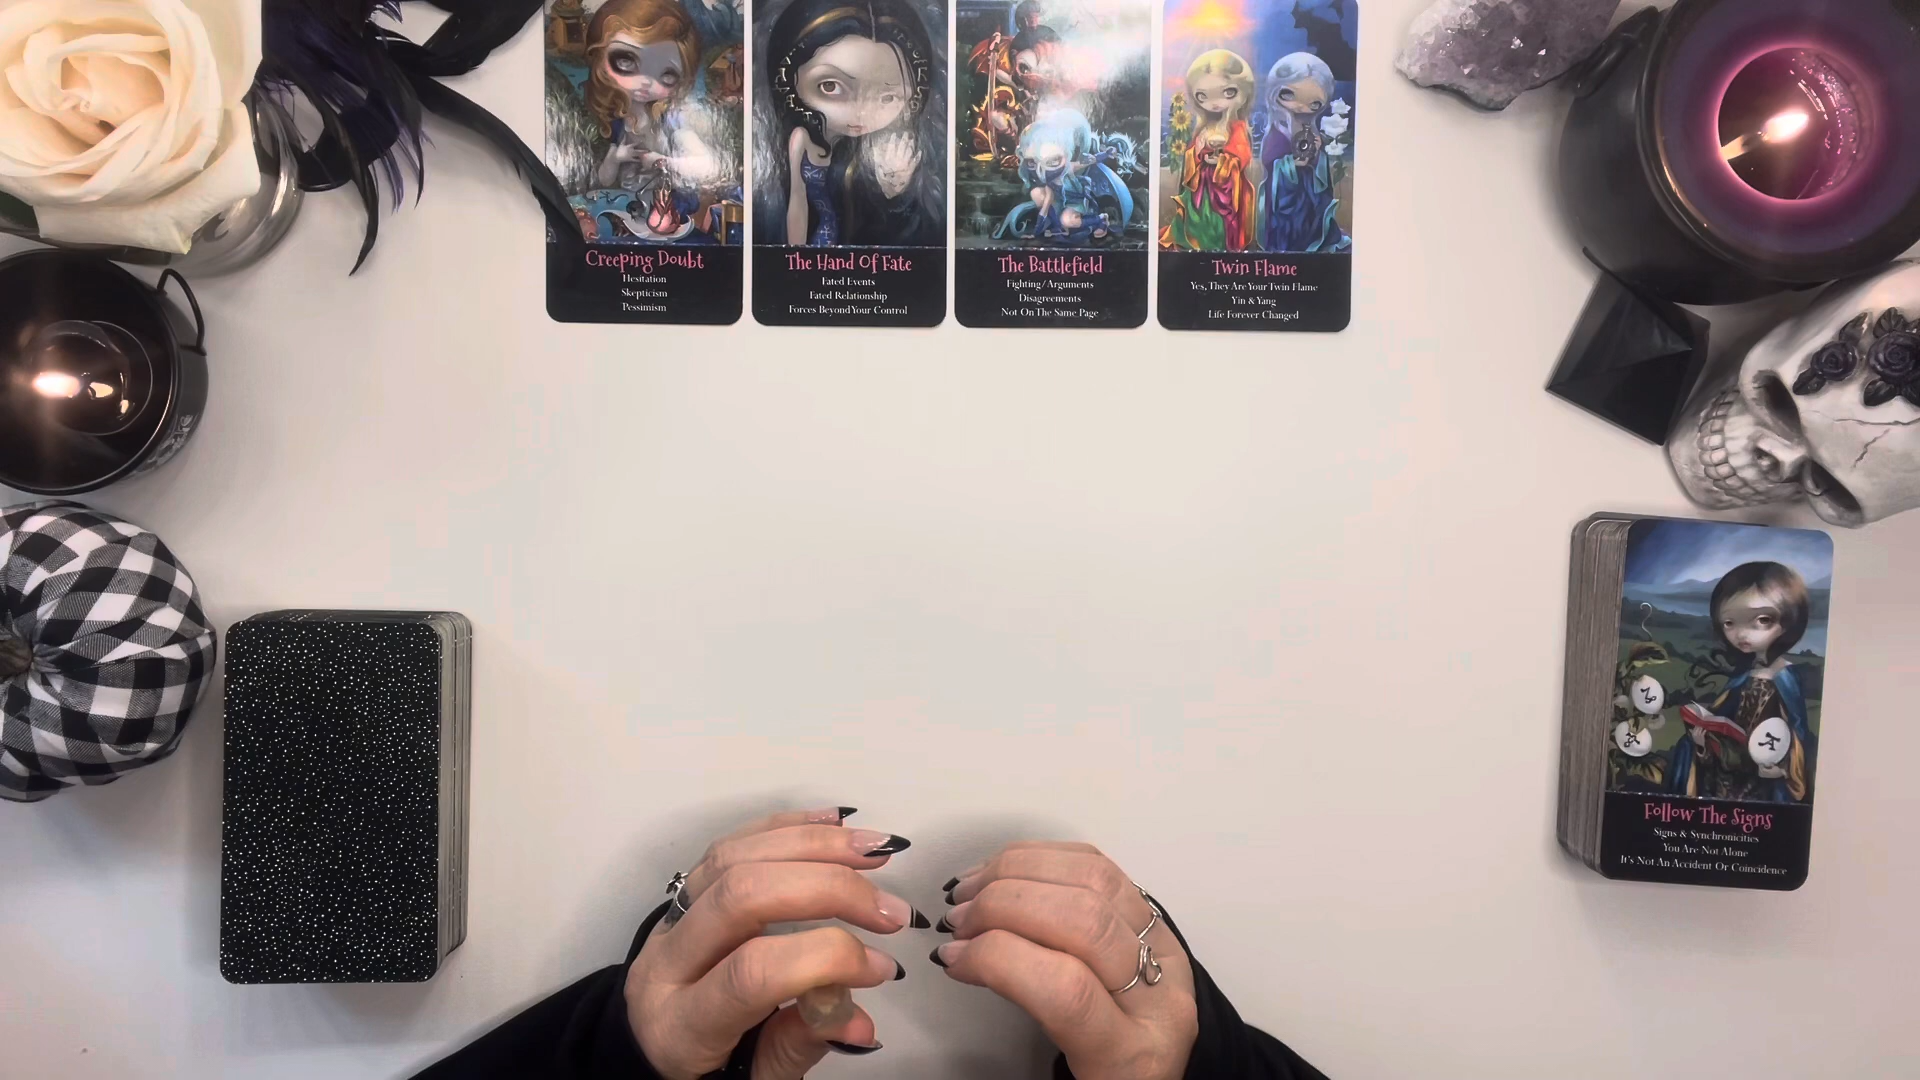 Creeping Doubt
Hesitation
Skepticism
Pessimism
The Hand Of Fate
Fated Events
Fated Relationship
Forces Beyond Your Control
The Battlefield
Fighting/Arguments
Disagreements
Not On The Same Page
Twin Flame
Yes, They Are Your Twin Flame
Yin & Yang
Life Forever Changed
Follow The Signs
Signs & Synchronicities
You Are Not Alone
It's Not An Accident Or Coincidence